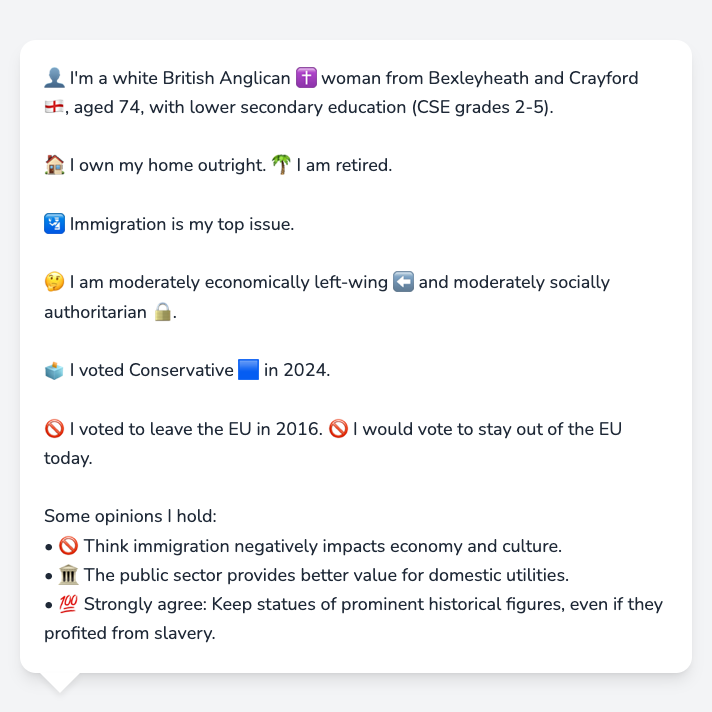 👤 I'm a white British Anglican ✝️ woman from Bexleyheath and Crayford
🏴󠁧󠁢󠁥󠁮󠁧󠁿, aged 74, with lower secondary education (CSE grades 2-5).
🏠 I own my home outright. 🌴 I am retired.
🛂 Immigration is my top issue.
🤔 I am moderately economically left-wing ⬅️ and moderately socially
authoritarian 🔒.
🗳️ I voted Conservative 🟦 in 2024.
🚫 I voted to leave the EU in 2016. 🚫 I would vote to stay out of the EU
today.
Some opinions I hold:
• 🚫 Think immigration negatively impacts economy and culture.
• 🏛️ The public sector provides better value for domestic utilities.
• 💯 Strongly agree: Keep statues of prominent historical figures, even if they
profited from slavery.